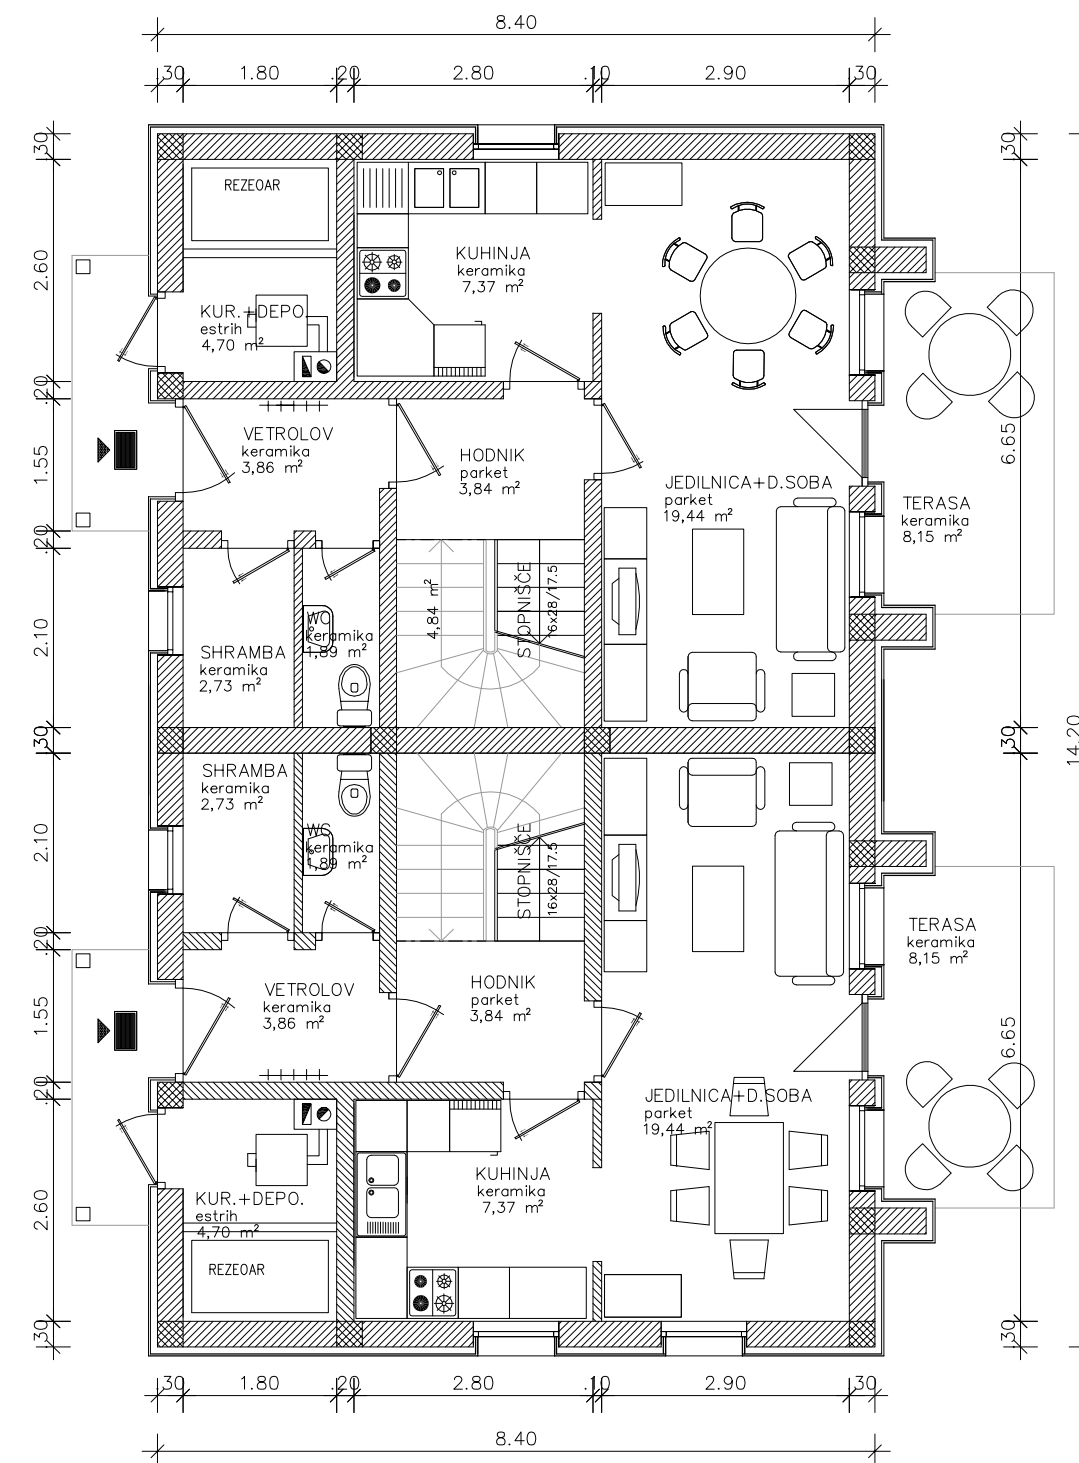 8.40
.30 1.80 .20 2.80 .10 2.90 .30
.30
.30
REZEOAR
KUHINJA
keramika
7,37 m²
2.60
KUR.+DEPO.
estrih
4,70 m²
.20
VETROLOV
keramika
3,86 m²
HODNIK
parket
3,84 m²
1.55
6.65
JEDILNICA+D.SOBA
parket
19,44 m²
TERASA
keramika
8,15 m²
.20
4,84 m²
STOPNIŠČE
16x28/17.5
WC
keramika
1,89 m²
2.10
SHRAMBA
keramika
2,73 m²
.30
.30
14.20
SHRAMBA
keramika
2,73 m²
WC
keramika
1,89 m²
STOPNIŠČE
16x28/17.5
2.10
.20
TERASA
keramika
8,15 m²
VETROLOV
keramika
3,86 m²
HODNIK
parket
3,84 m²
1.55
6.65
.20
JEDILNICA+D.SOBA
parket
19,44 m²
KUHINJA
keramika
7,37 m²
KUR.+DEPO.
estrih
4,70 m²
2.60
REZEOAR
.30
.30
.30 1.80 .20 2.80 .10 2.90 .30
8.40